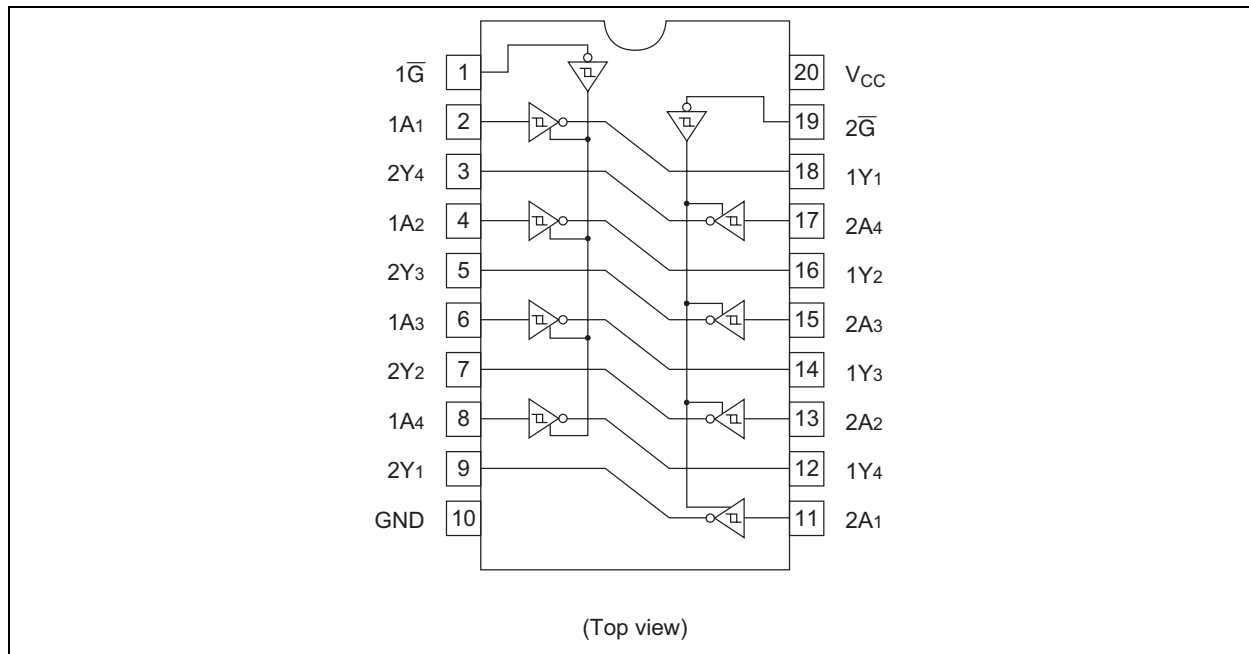 1G̅ 1 20 VCC
1A1 2 19 2G̅
2Y4 3 18 1Y1
1A2 4 17 2A4
2Y3 5 16 1Y2
1A3 6 15 2A3
2Y2 7 14 1Y3
1A4 8 13 2A2
2Y1 9 12 1Y4
GND 10 11 2A1
(Top view)